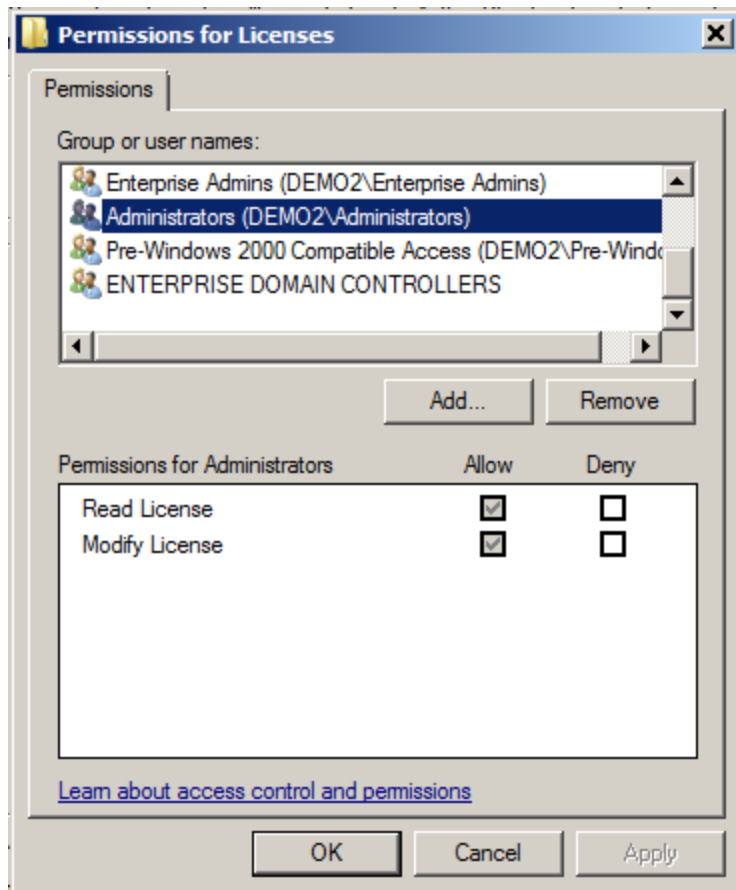 Permissions for Licenses
Permissions
Group or user names:
Enterprise Admins (DEMO2\Enterprise Admins)
Administrators (DEMO2\Administrators)
Pre-Windows 2000 Compatible Access (DEMO2\Pre-Windo
ENTERPRISE DOMAIN CONTROLLERS
Add... Remove
Permissions for Administrators Allow Deny
Read License
Modify License
Learn about access control and permissions
OK Cancel Apply